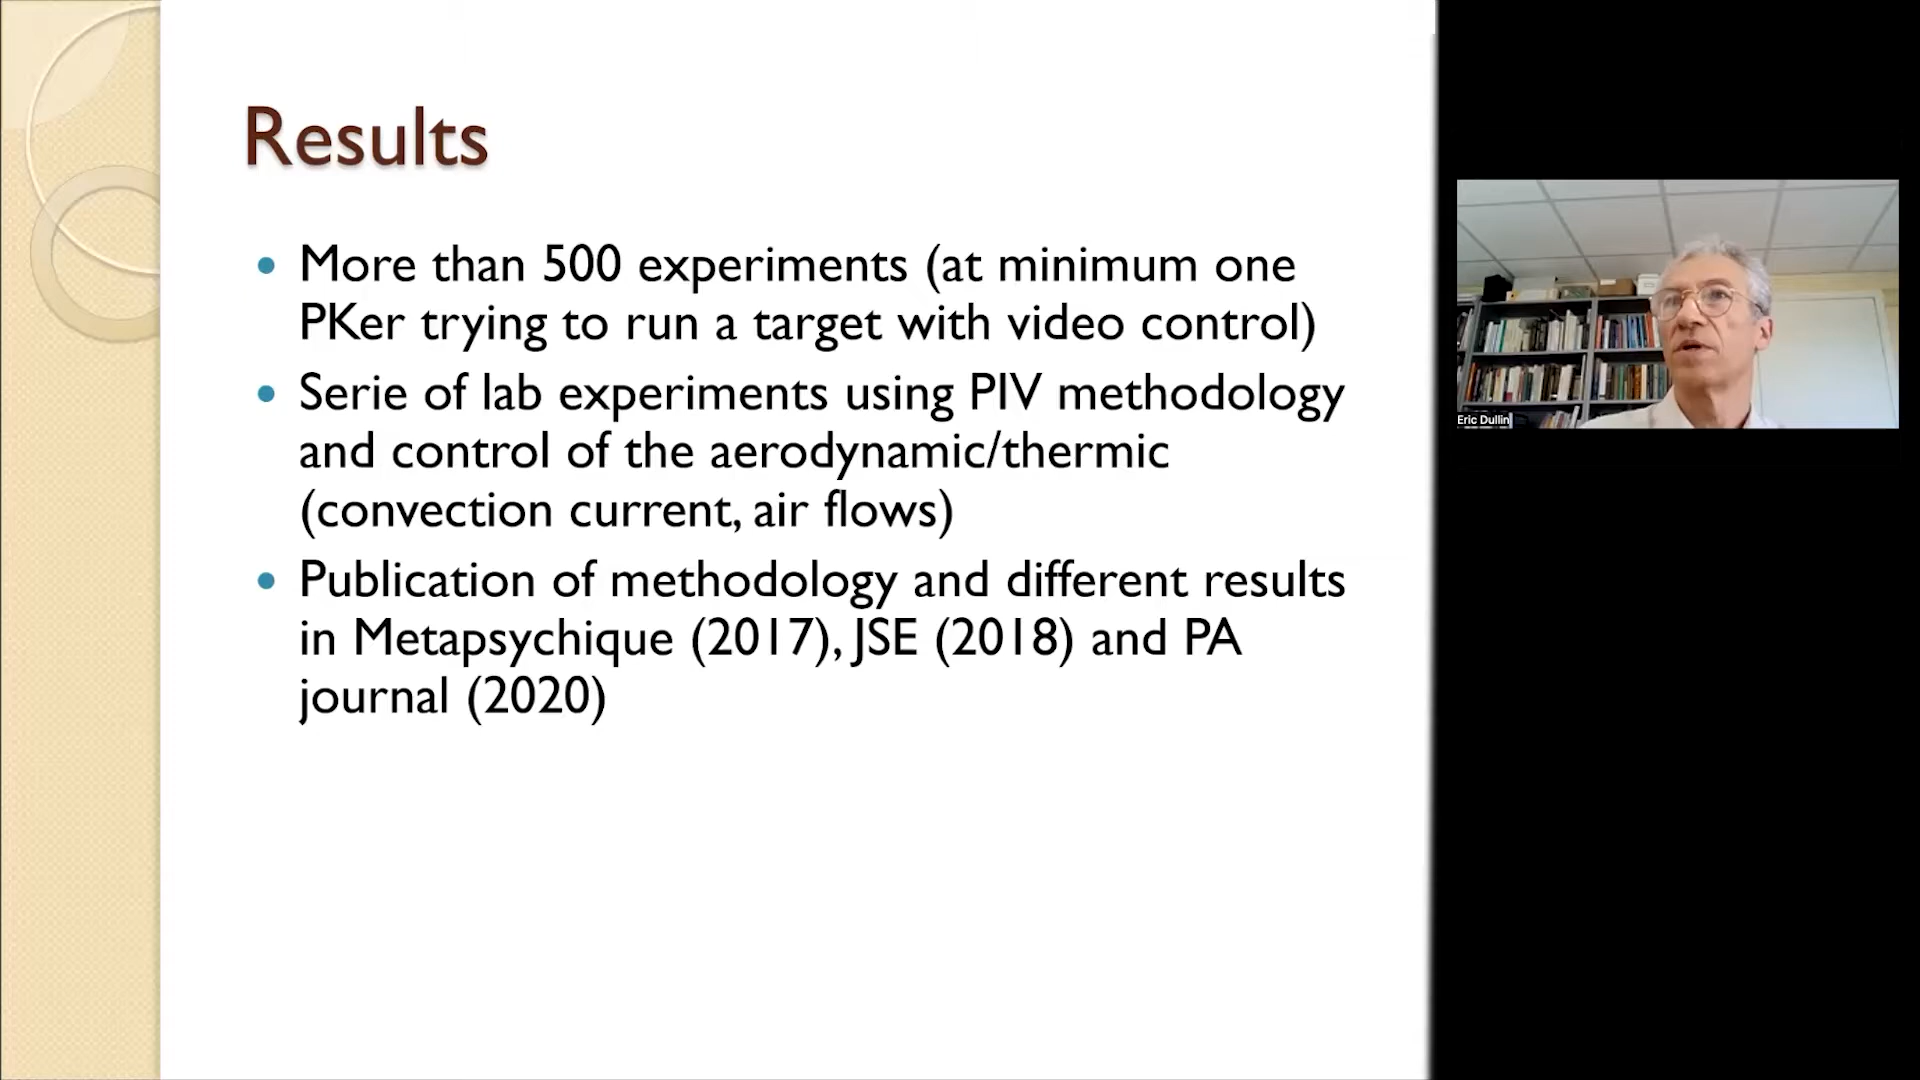 Results
More than 500 experiments (at minimum one
PKer trying to run a target with video control)
Serie of lab experiments using PIV methodology
and control of the aerodynamic/thermic
(convection current, air flows)
Publication of methodology and different results
in Metapsychique (2017), JSE (2018) and PA
journal (2020)
Eric Dullin